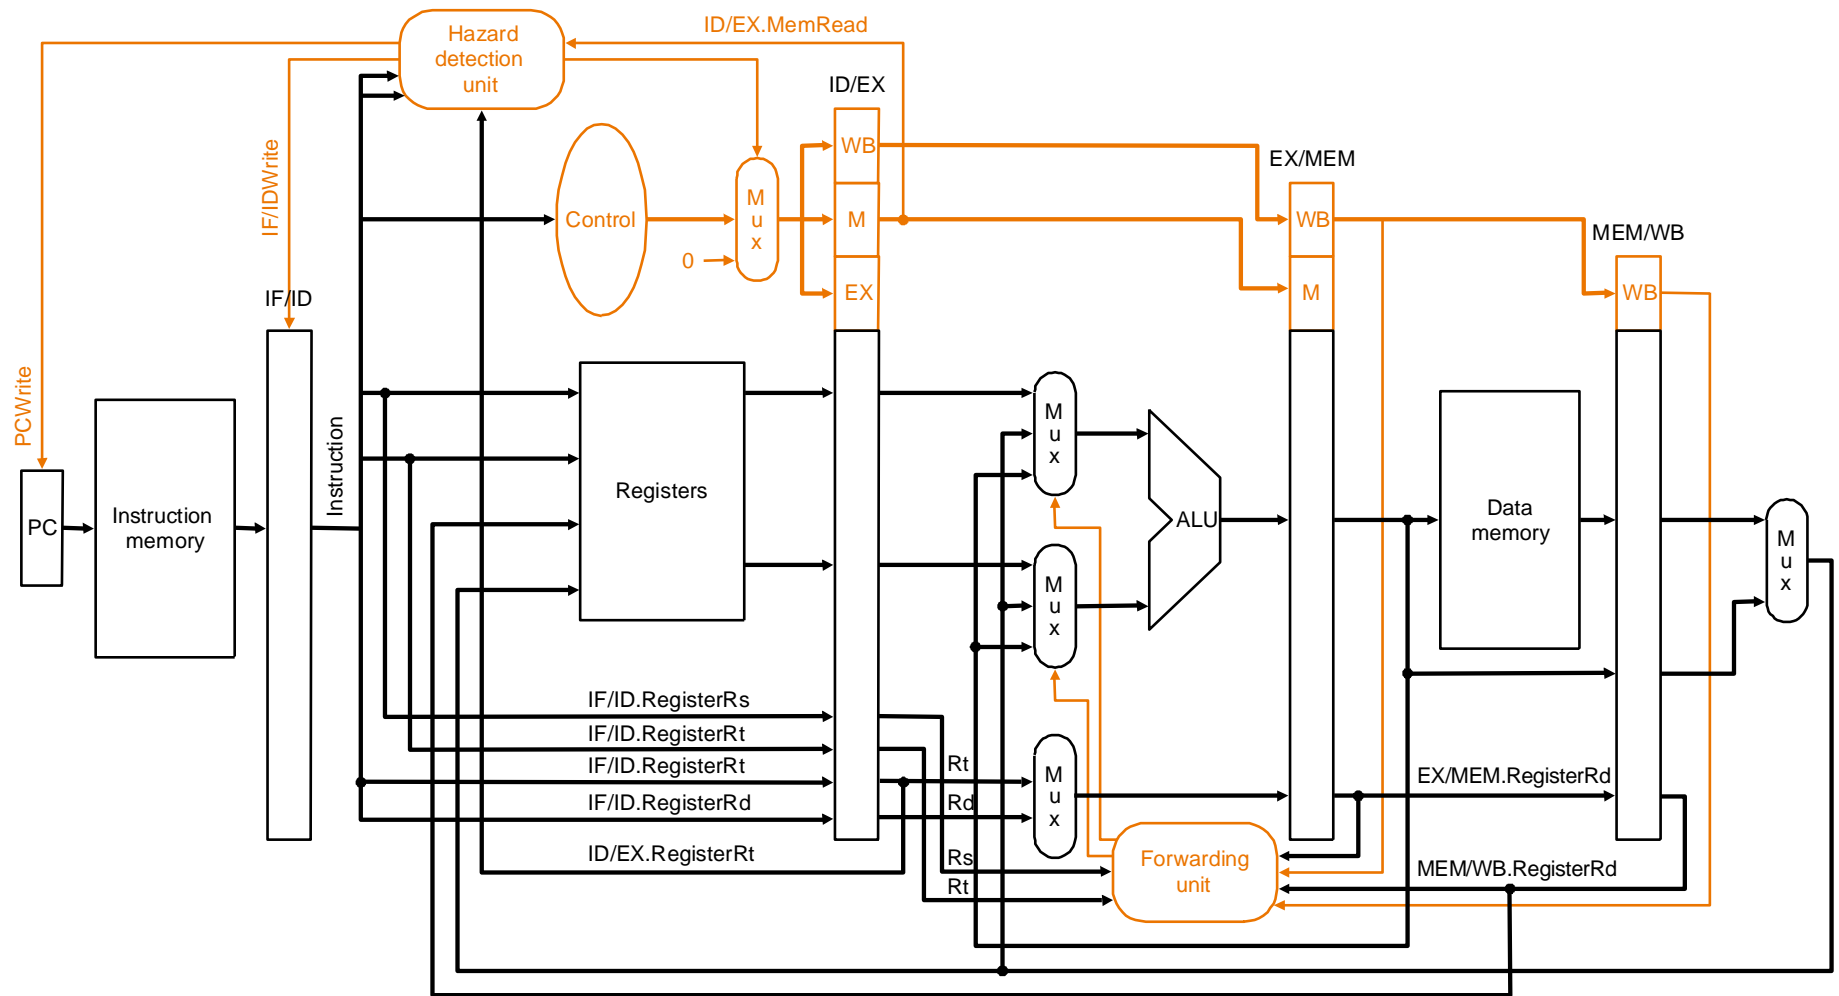 Hazard
detection
unit
ID/EX.MemRead
ID/EX
IF/IDWrite
Control
M
u
x
0
WB
M
EX
EX/MEM
WB
M
MEM/WB
WB
PCWrite
IF/ID
PC
Instruction
memory
Instruction
Registers
M
u
x
M
u
x
ALU
Data
memory
M
u
x
IF/ID.RegisterRs
IF/ID.RegisterRt
IF/ID.RegisterRt
IF/ID.RegisterRd
ID/EX.RegisterRt
Rt
Rd
M
u
x
Rs
Rt
Forwarding
unit
EX/MEM.RegisterRd
MEM/WB.RegisterRd